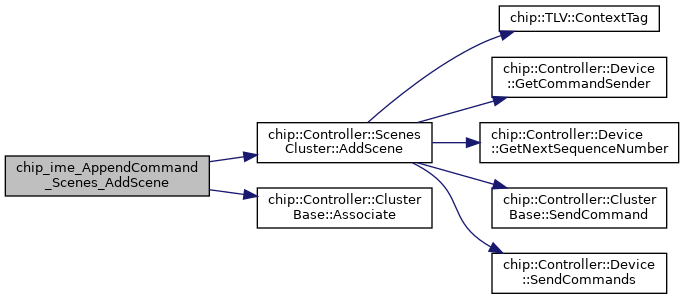 chip_ime_AppendCommand
_Scenes_AddScene
chip::Controller::Scenes
Cluster::AddScene
chip::Controller::Cluster
Base::Associate
chip::TLV::ContextTag
chip::Controller::Device
::GetCommandSender
chip::Controller::Device
::GetNextSequenceNumber
chip::Controller::Cluster
Base::SendCommand
chip::Controller::Device
::SendCommands